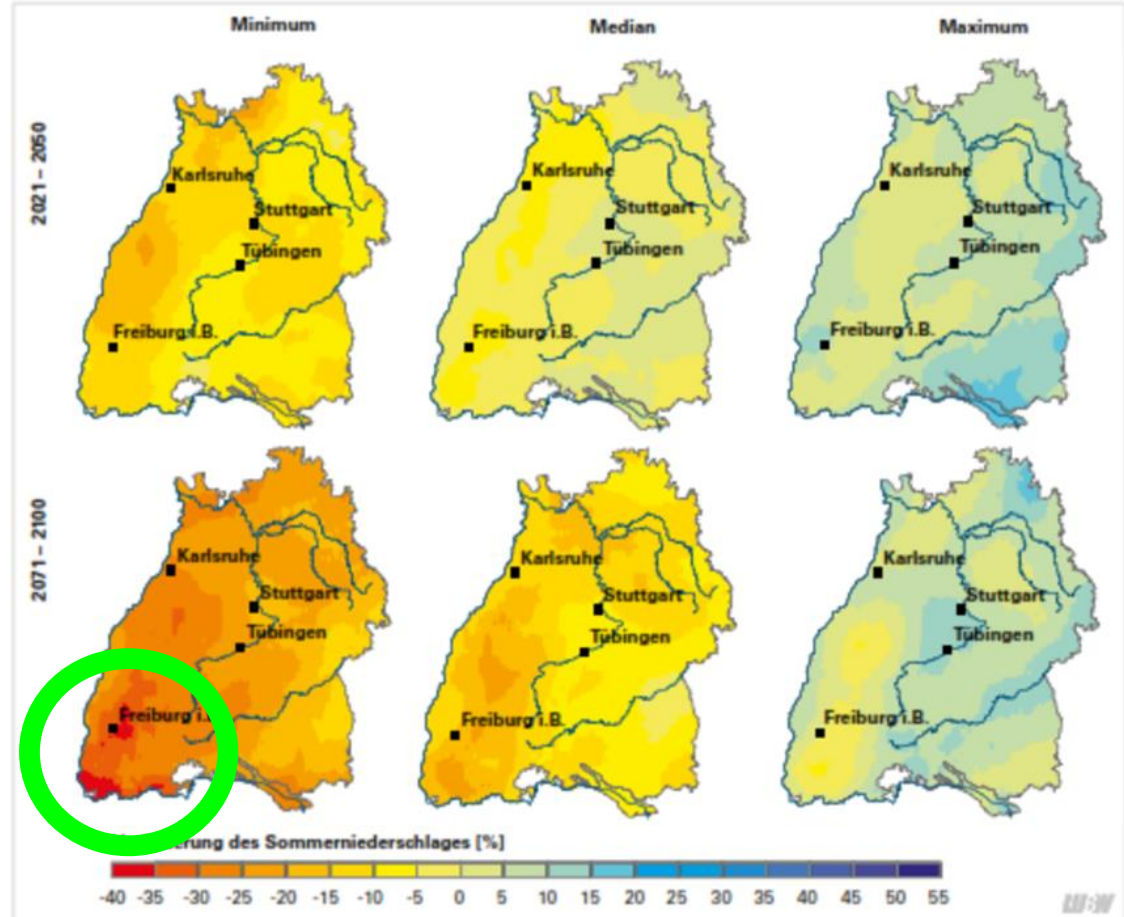 Minimum Median Maximum
2021 – 2050
Karlsruhe
Stuttgart
Tübingen
Freiburg i.B.
Karlsruhe
Stuttgart
Tübingen
Freiburg i.B.
Karlsruhe
Stuttgart
Tübingen
Freiburg i.B.
2071 – 2100
Karlsruhe
Stuttgart
Tübingen
Freiburg i.B.
Karlsruhe
Stuttgart
Tübingen
Freiburg i.B.
Karlsruhe
Stuttgart
Tübingen
Freiburg i.B.
des Sommerniederschlages [%]
-40 -35 -30 -25 -20 -15 -10 -5 0 5 10 15 20 25 30 35 40 45 50 55